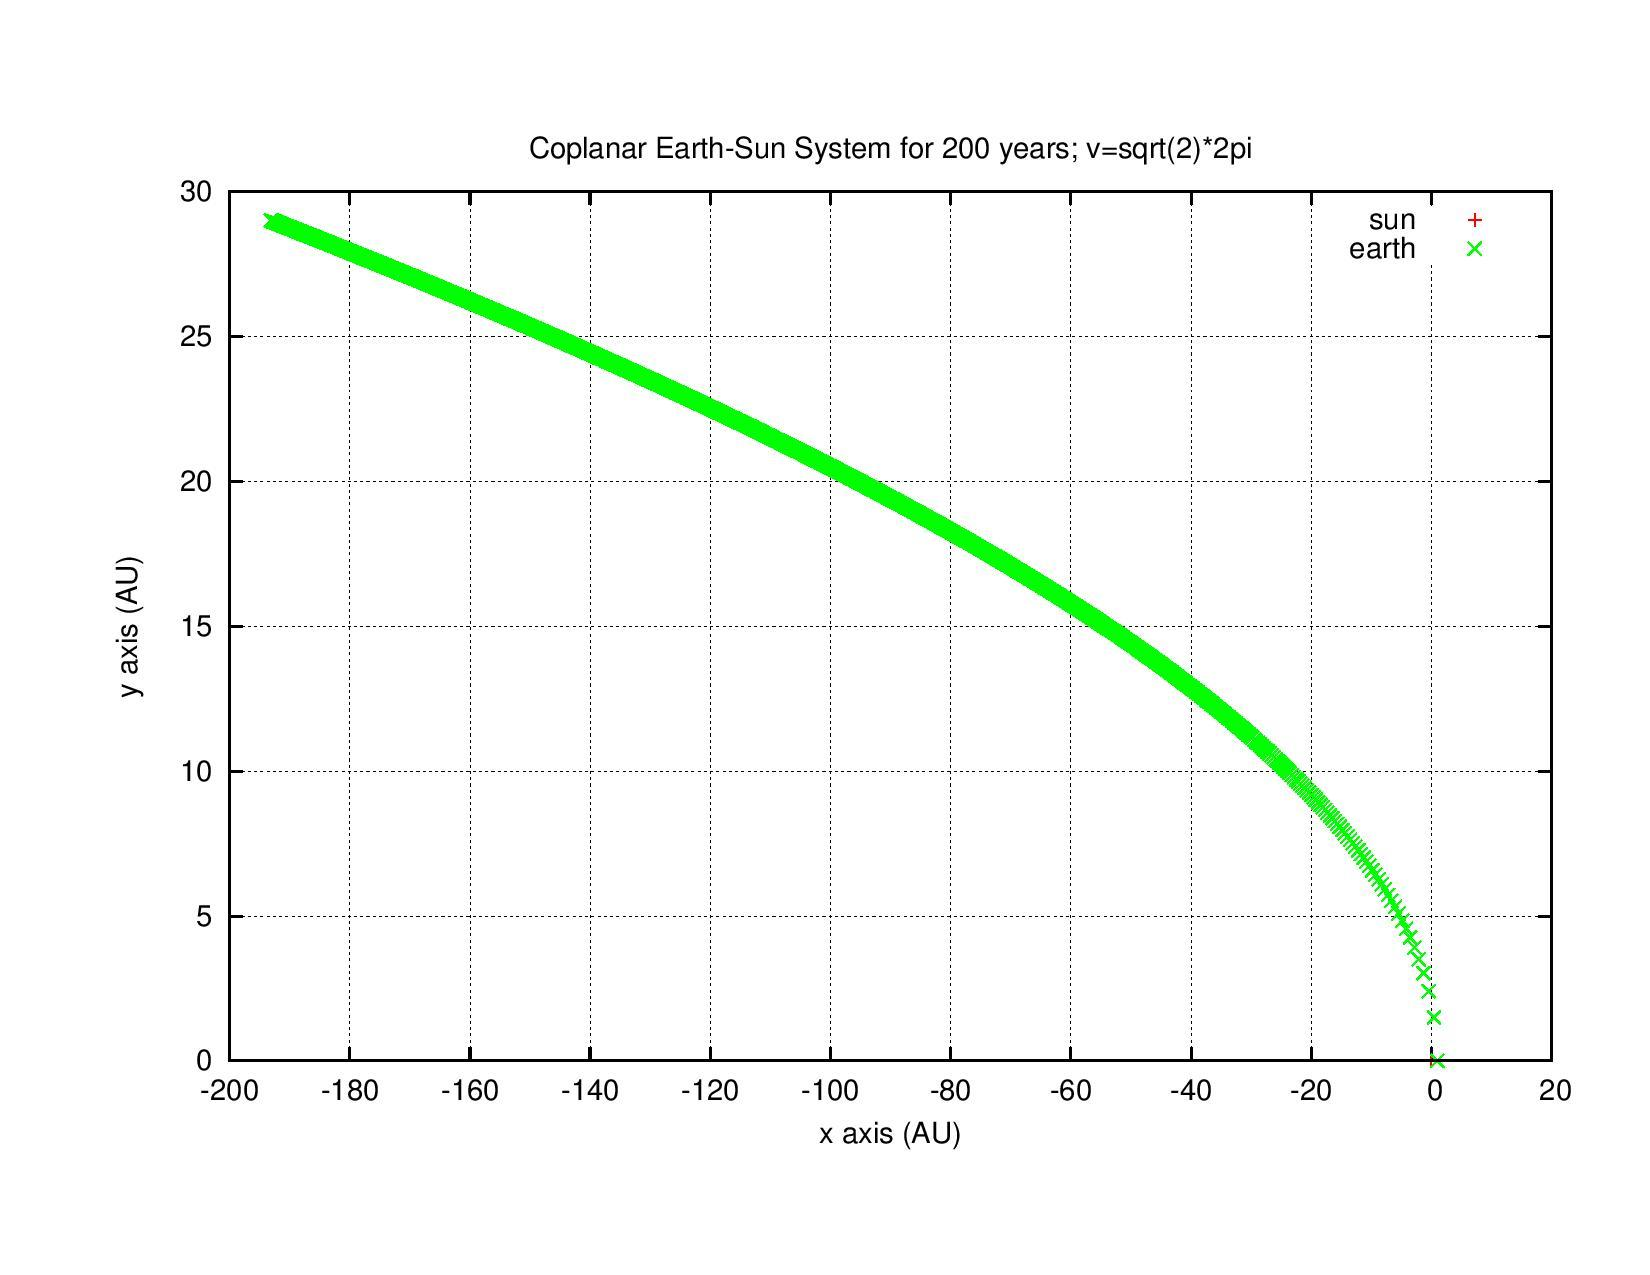 Coplanar Earth-Sun System for 200 years; v=sqrt(2)*2pi
30
sun
earth
25
20
15
10
5
0
y axis (AU)
-200 -180 -160 -140 -120 -100 -80 -60 -40 -20 0 20
x axis (AU)